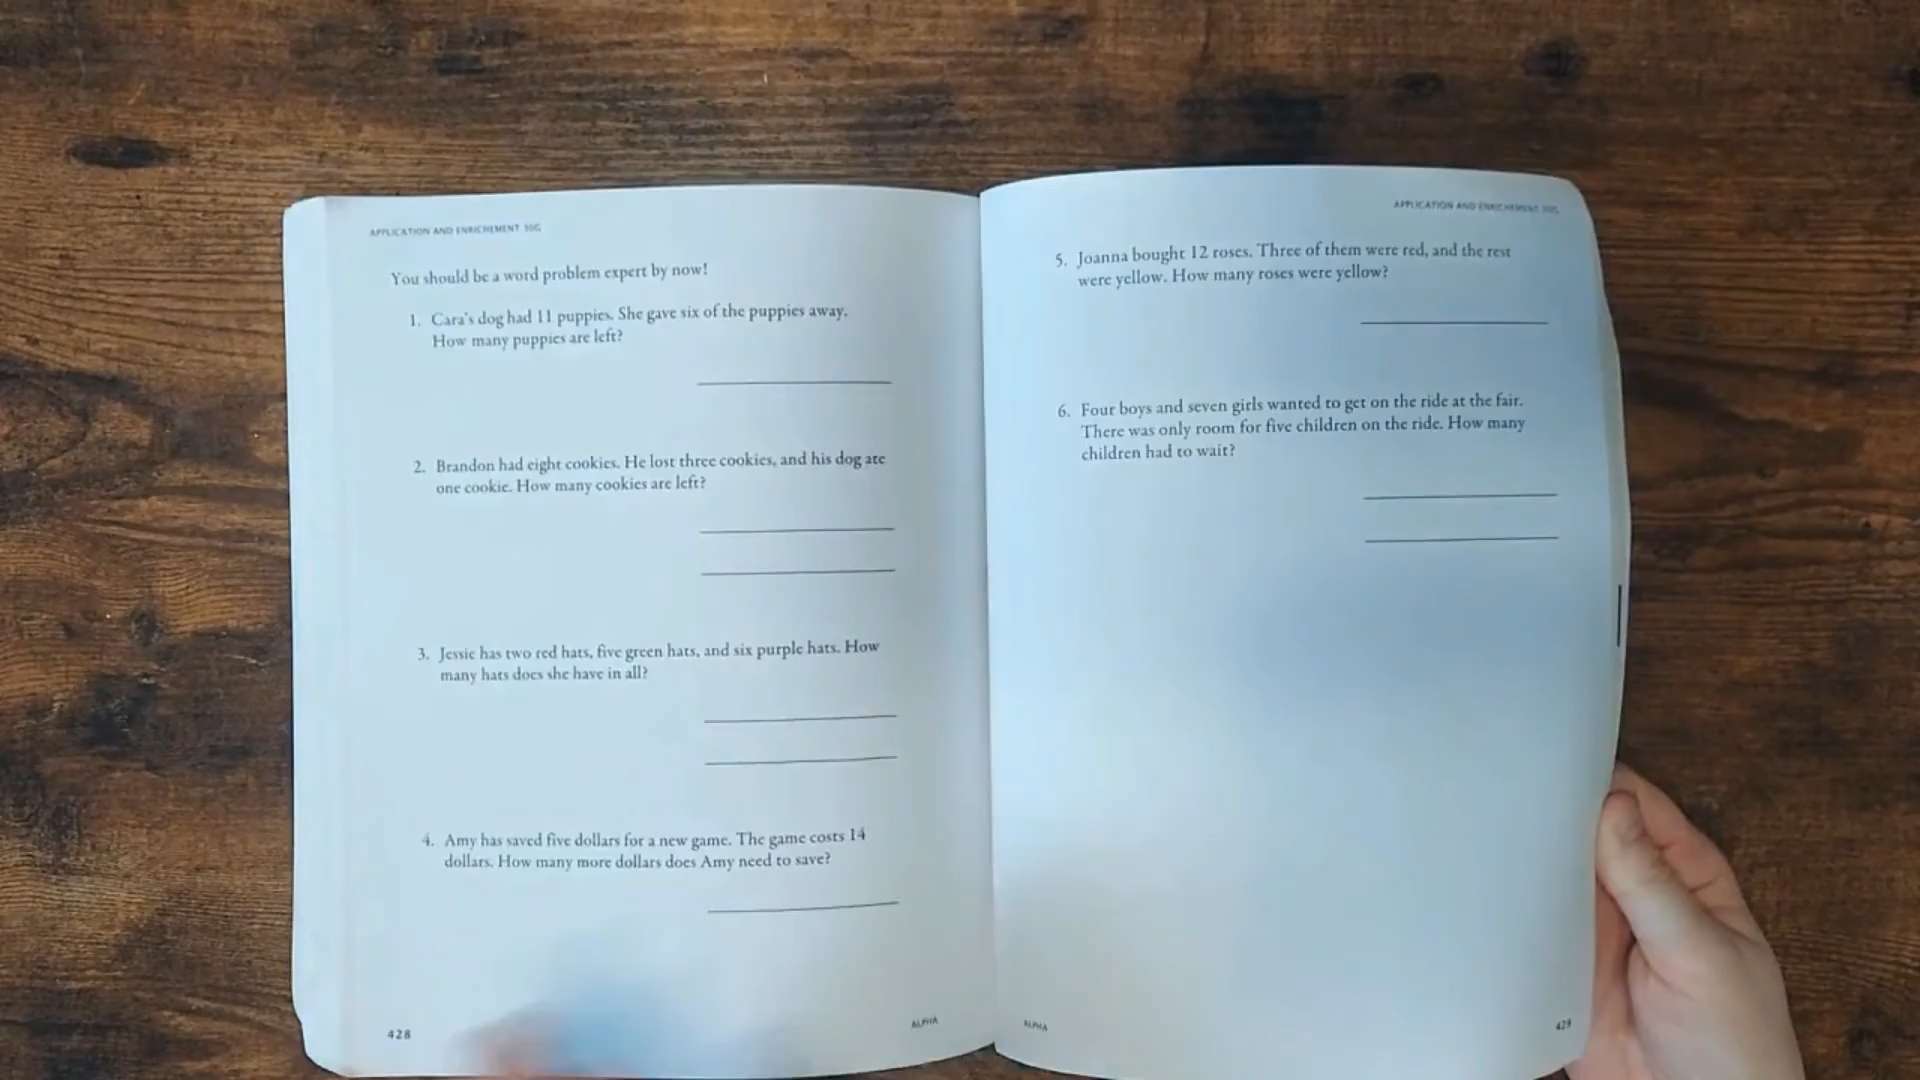 APPLICATION AND ENRICHEMENT 30G
You should be a word problem expert by now!
1. Cara's dog had 11 puppies. She gave six of the puppies away.
How many puppies are left?
2. Brandon had eight cookies. He lost three cookies, and his dog ate
one cookie. How many cookies are left?
3. Jessie has two red hats, five green hats, and six purple hats. How
many hats does she have in all?
4. Amy has saved five dollars for a new game. The game costs 14
dollars. How many more dollars does Amy need to save?
428
ALPHA
APPLICATION AND ENRICHEMENT 30G
5. Joanna bought 12 roses. Three of them were red, and the rest
were yellow. How many roses were yellow?
6. Four boys and seven girls wanted to get on the ride at the fair.
There was only room for five children on the ride. How many
children had to wait?
ALPHA
429